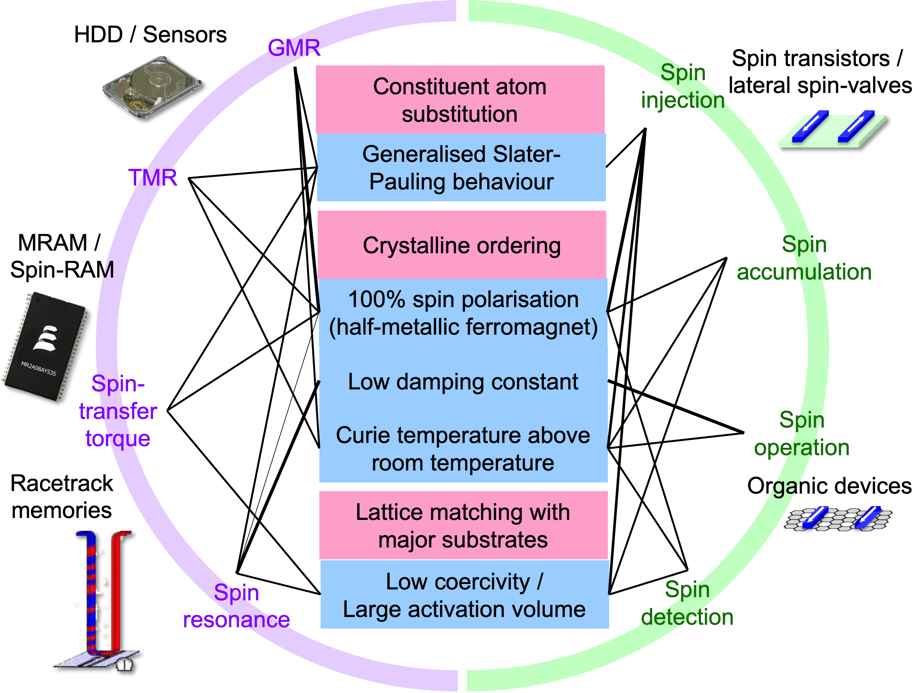 HDD / Sensors
GMR
TMR
MRAM /
Spin-RAM
MR2A08AYS35
Spin-
transfer
torque
Racetrack
memories
Spin
resonance
Constituent atom
substitution
Generalised Slater-
Pauling behaviour
Crystalline ordering
100% spin polarisation
(half-metallic ferromagnet)
Low damping constant
Curie temperature above
room temperature
Lattice matching with
major substrates
Low coercivity /
Large activation volume
Spin
injection
Spin transistors /
lateral spin-valves
Spin
accumulation
Spin
operation
Organic devices
Spin
detection